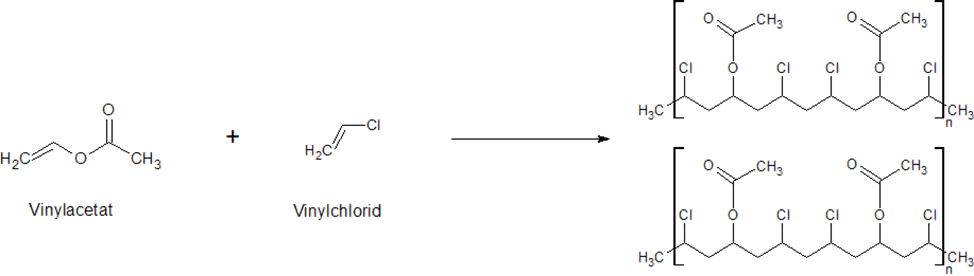 O CH₃ O CH₃
Cl O Cl Cl O Cl
H₃C CH₃
n
O
H₂C O CH₃
+
Cl
H₂C
Vinylacetat
Vinylchlorid
O CH₃ O CH₃
Cl O Cl Cl O Cl
H₃C CH₃
n